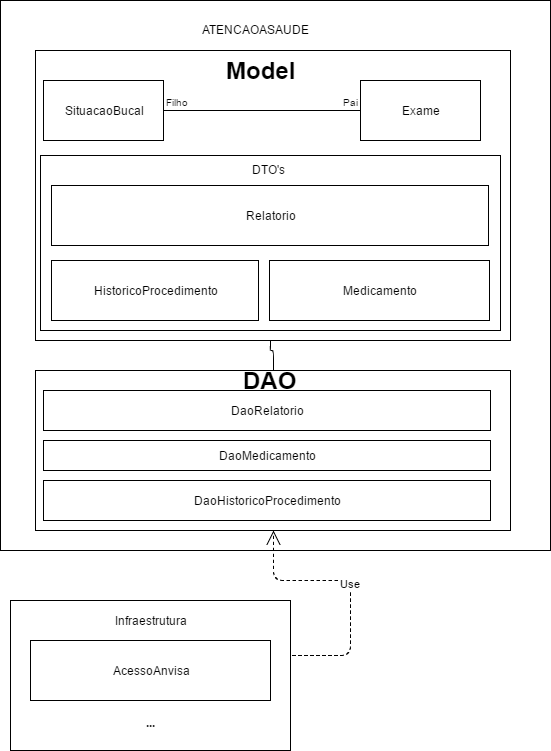 ATENCAOASAUDE
Model
SituacaoBucal
Filho
Pai
Exame
DTO's
Relatorio
HistoricoProcedimento
Medicamento
DAO
DaoRelatorio
DaoMedicamento
DaoHistoricoProcedimento
Use
Infraestrutura
AcessoAnvisa
...